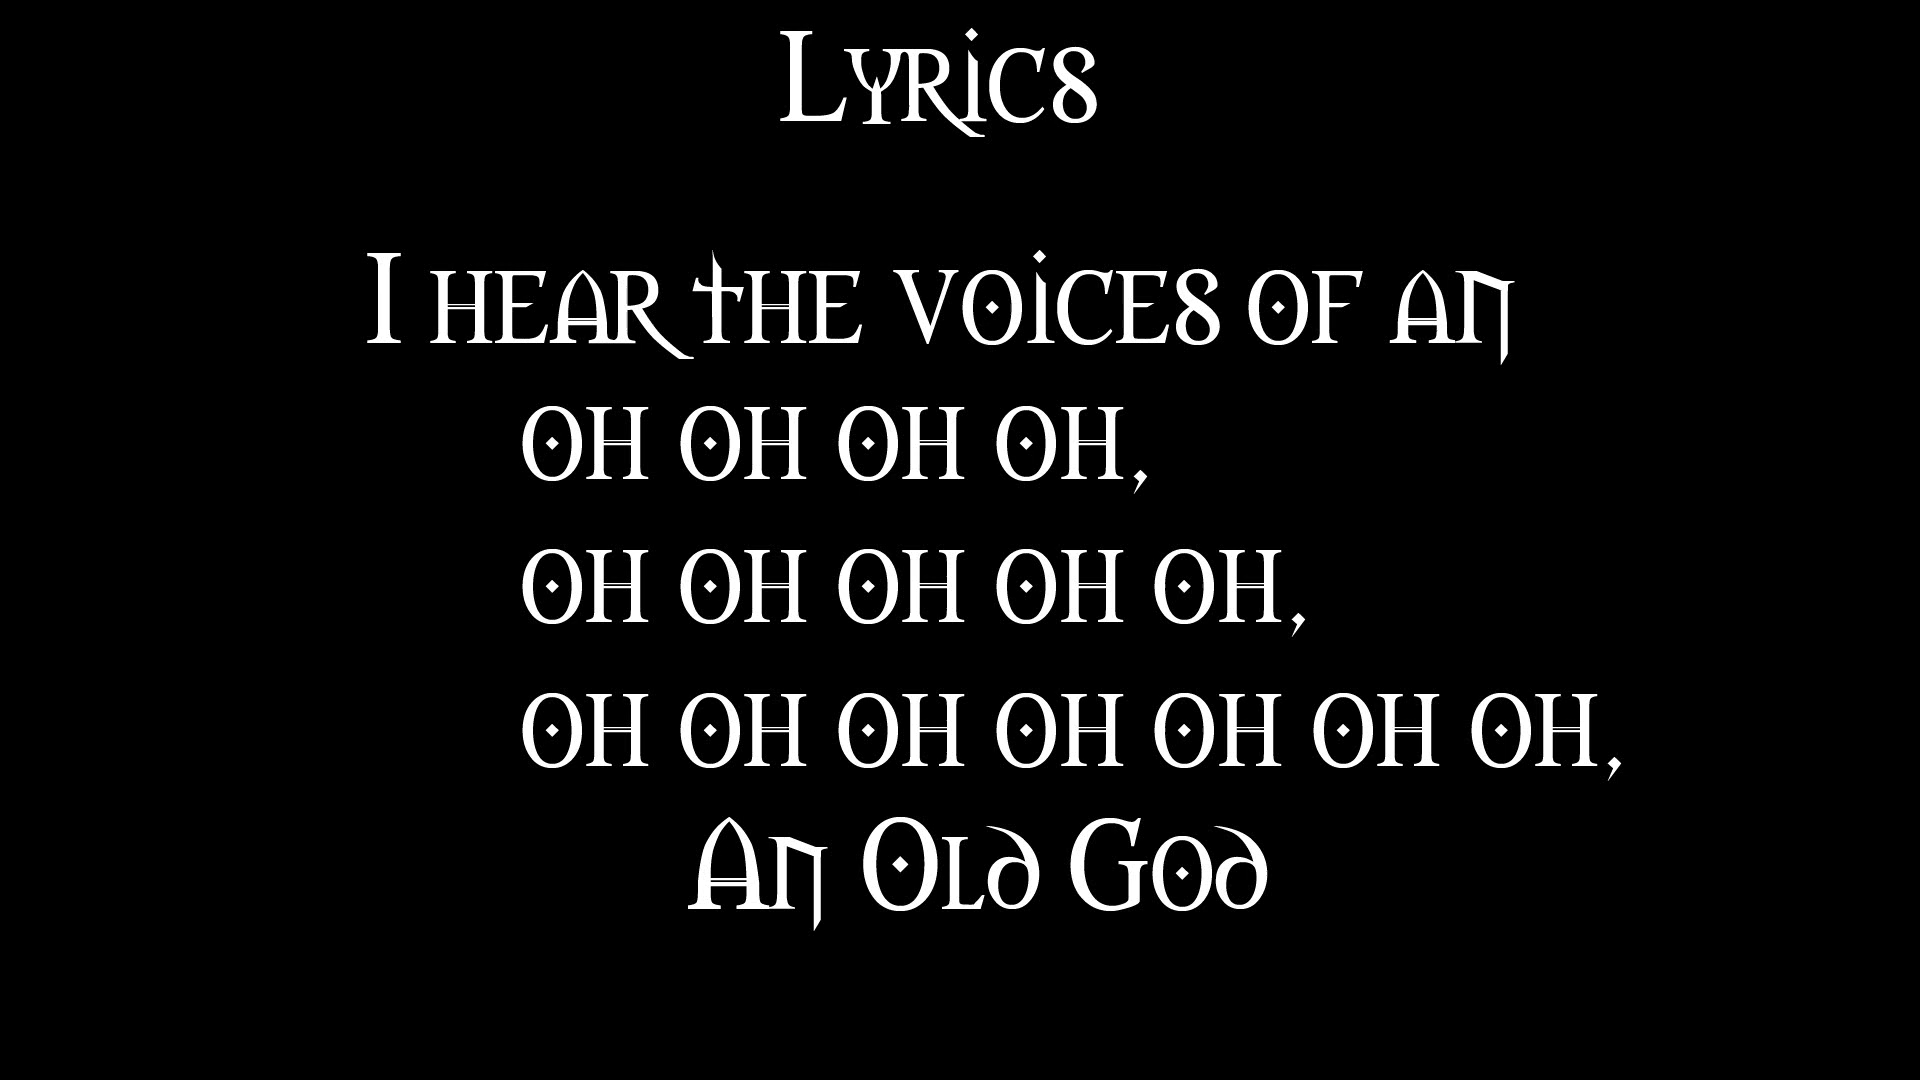 Lyrics
I hear the voices of an
oh oh oh oh,
oh oh oh oh oh,
oh oh oh oh oh oh oh,
An Old God